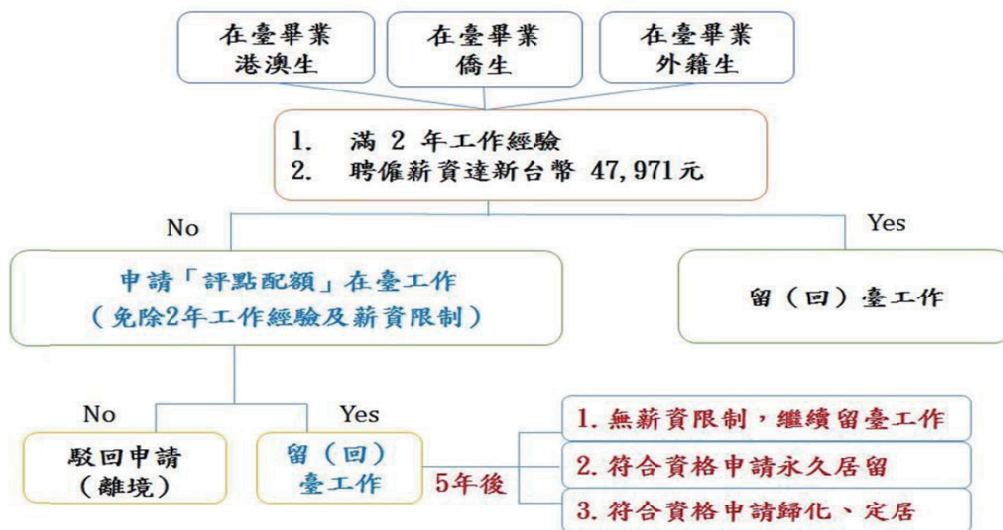 在臺畢業
港澳生
在臺畢業
僑生
在臺畢業
外籍生
1. 滿 2 年工作經驗
2. 聘僱薪資達新台幣 47,971元
No
Yes
申請「評點配額」在臺工作
（免除2年工作經驗及薪資限制）
留（回）臺工作
No
Yes
駁回申請
（離境）
留（回）
臺工作
5年後
1. 無薪資限制，繼續留臺工作
2. 符合資格申請永久居留
3. 符合資格申請歸化、定居